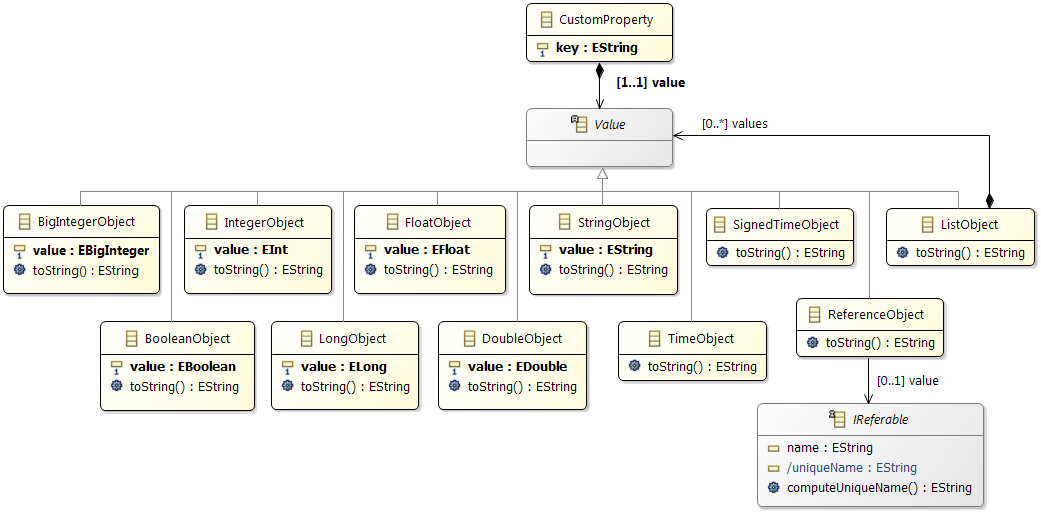 CustomProperty
key : EString
[1..1] value
Value
[0..*] values
BigIntegerObject
value : EBigInteger
toString() : EString
IntegerObject
value : EInt
toString() : EString
FloatObject
value : EFloat
toString() : EString
StringObject
value : EString
toString() : EString
SignedTimeObject
toString() : EString
ListObject
toString() : EString
BooleanObject
value : EBoolean
toString() : EString
LongObject
value : ELong
toString() : EString
DoubleObject
value : EDouble
toString() : EString
TimeObject
toString() : EString
ReferenceObject
toString() : EString
[0..1] value
IReferable
name : EString
/uniqueName : EString
computeUniqueName() : EString